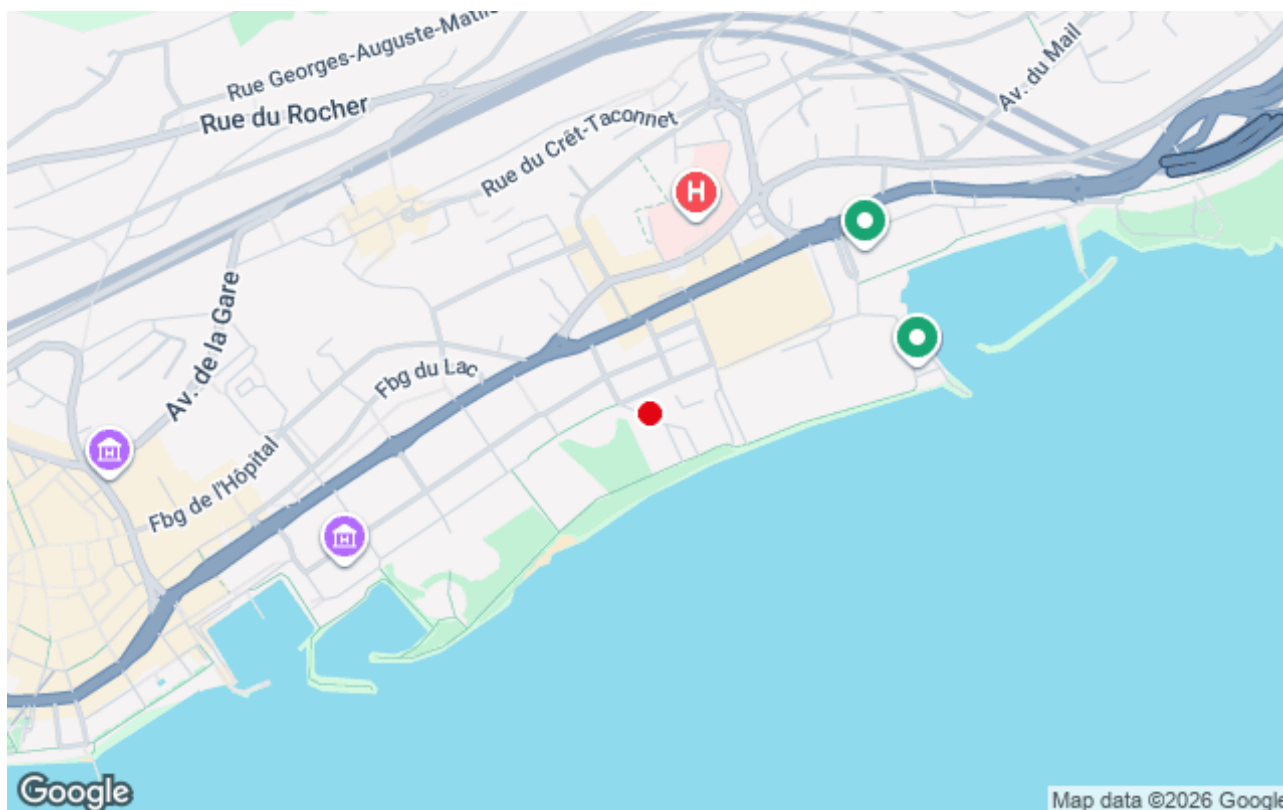 Rue Georges-Auguste-Matil
Rue du Rocher
Av. du Mail
Rue du Crêt-Taconnet
H
Av. de la Gare
Fbg du Lac
H
Fbg de l'Hôpital
H
Google
Map data ©2026 Google